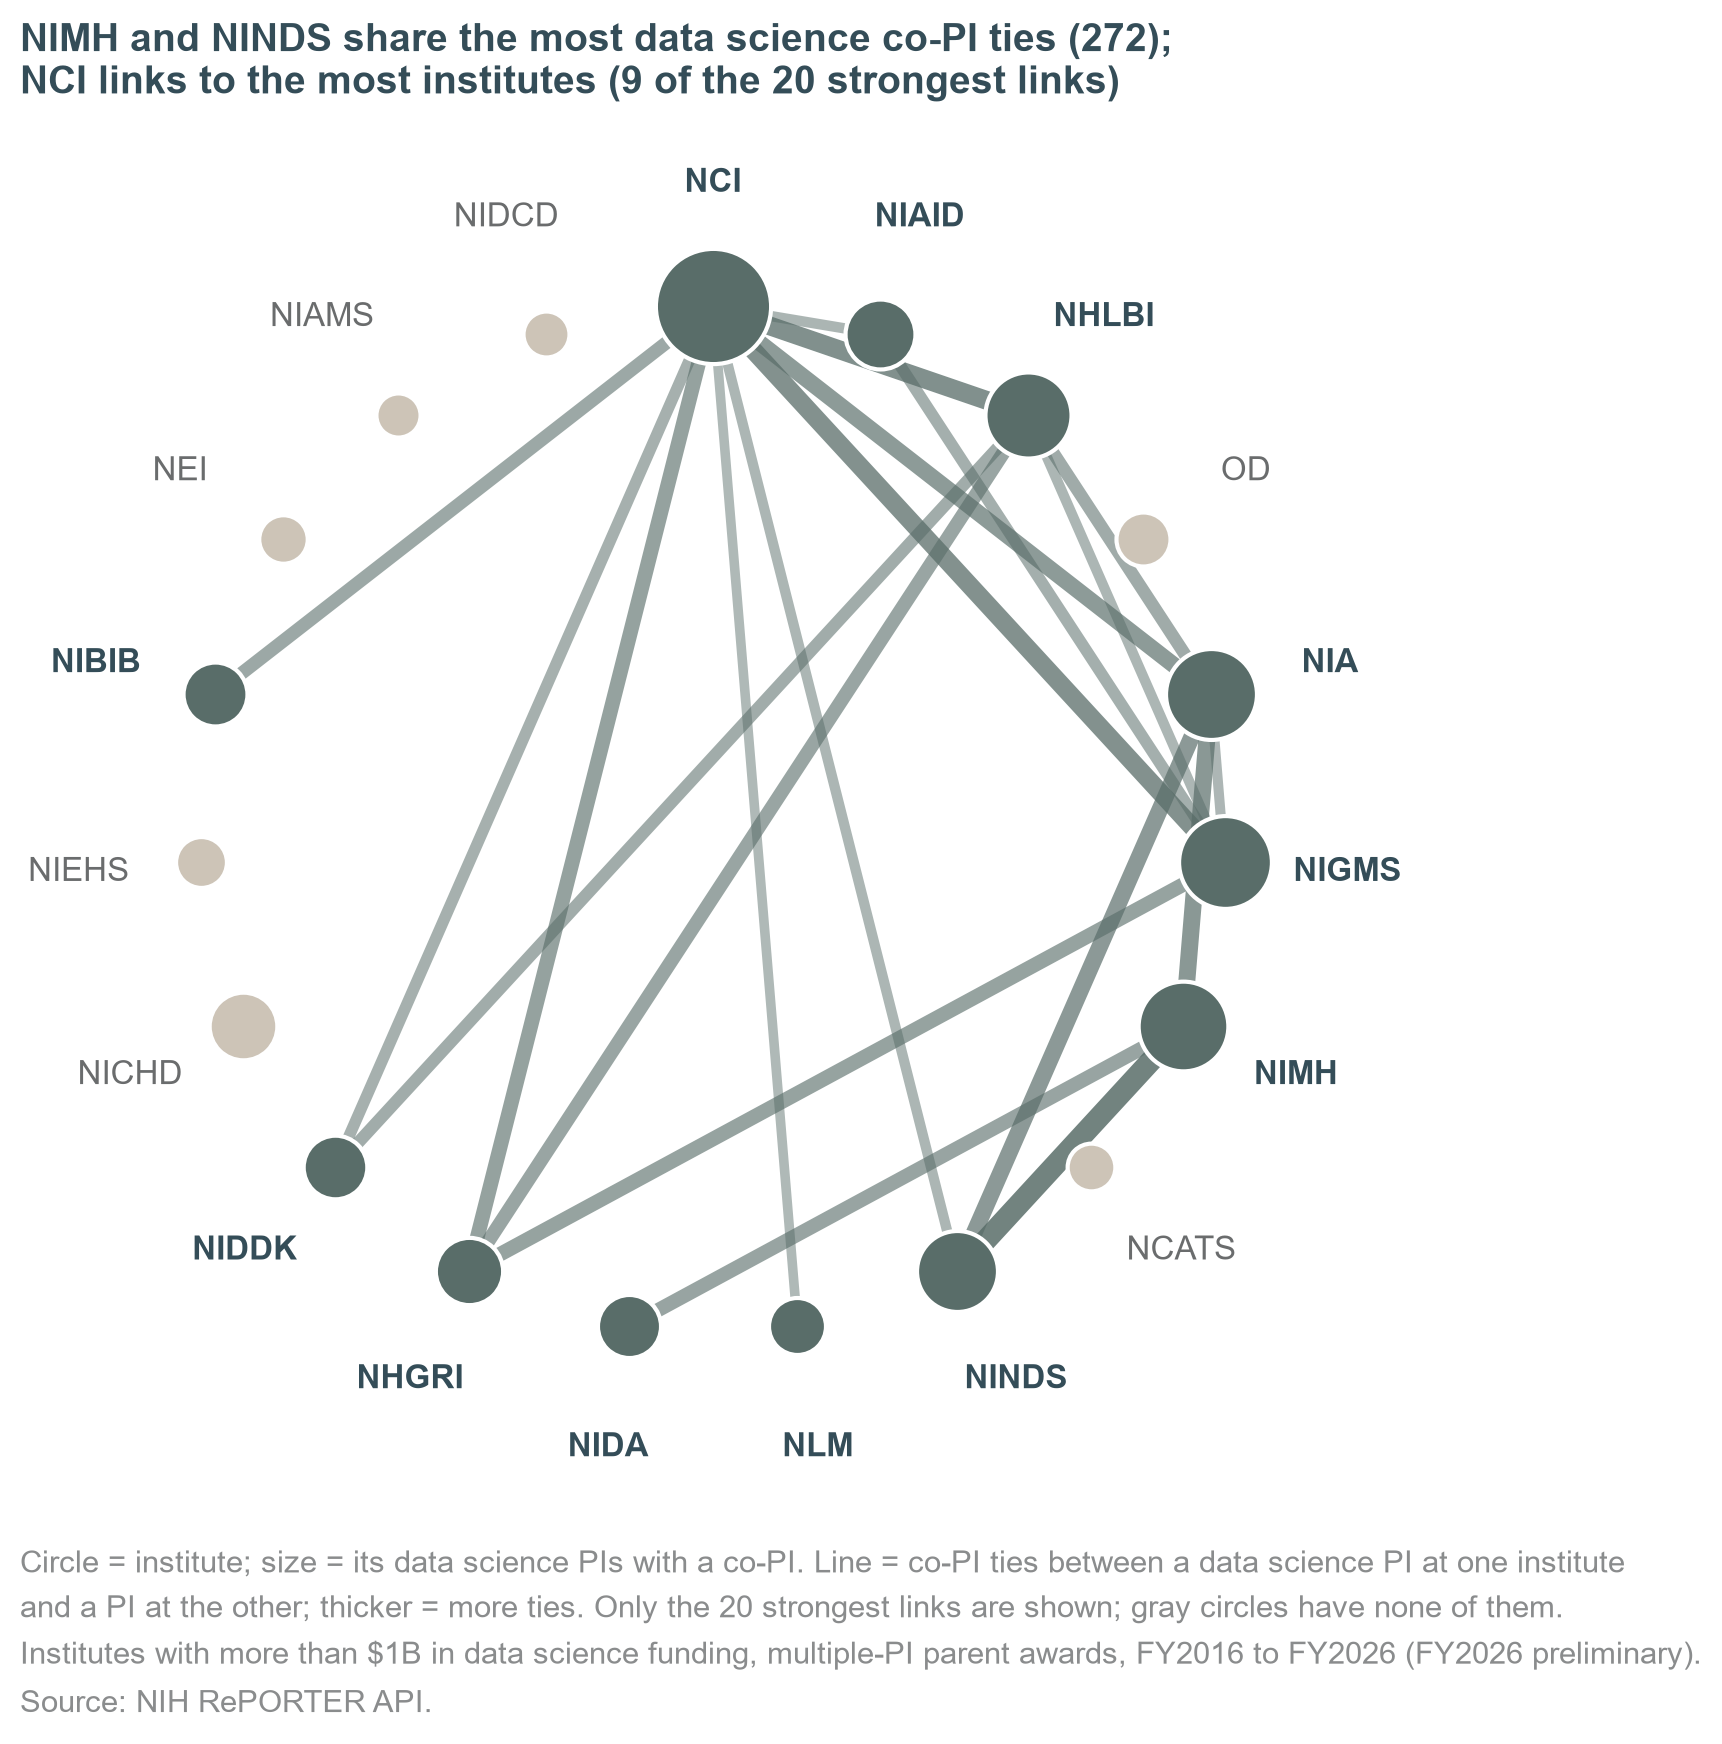 NIMH and NINDS share the most data science co-PI ties (272);
NCI links to the most institutes (9 of the 20 strongest links)
NCI
NIDCD
NIAID
NIAMS
NHLBI
NEI
OD
NIBIB
NIA
NIEHS
NIGMS
NICHD
NIMH
NIDDK
NCATS
NHGRI
NINDS
NIDA
NLM
Circle = institute; size = its data science PIs with a co-PI. Line = co-PI ties between a data science PI at one institute
and a PI at the other; thicker = more ties. Only the 20 strongest links are shown; gray circles have none of them.
Institutes with more than $1B in data science funding, multiple-PI parent awards, FY2016 to FY2026 (FY2026 preliminary).
Source: NIH RePORTER API.